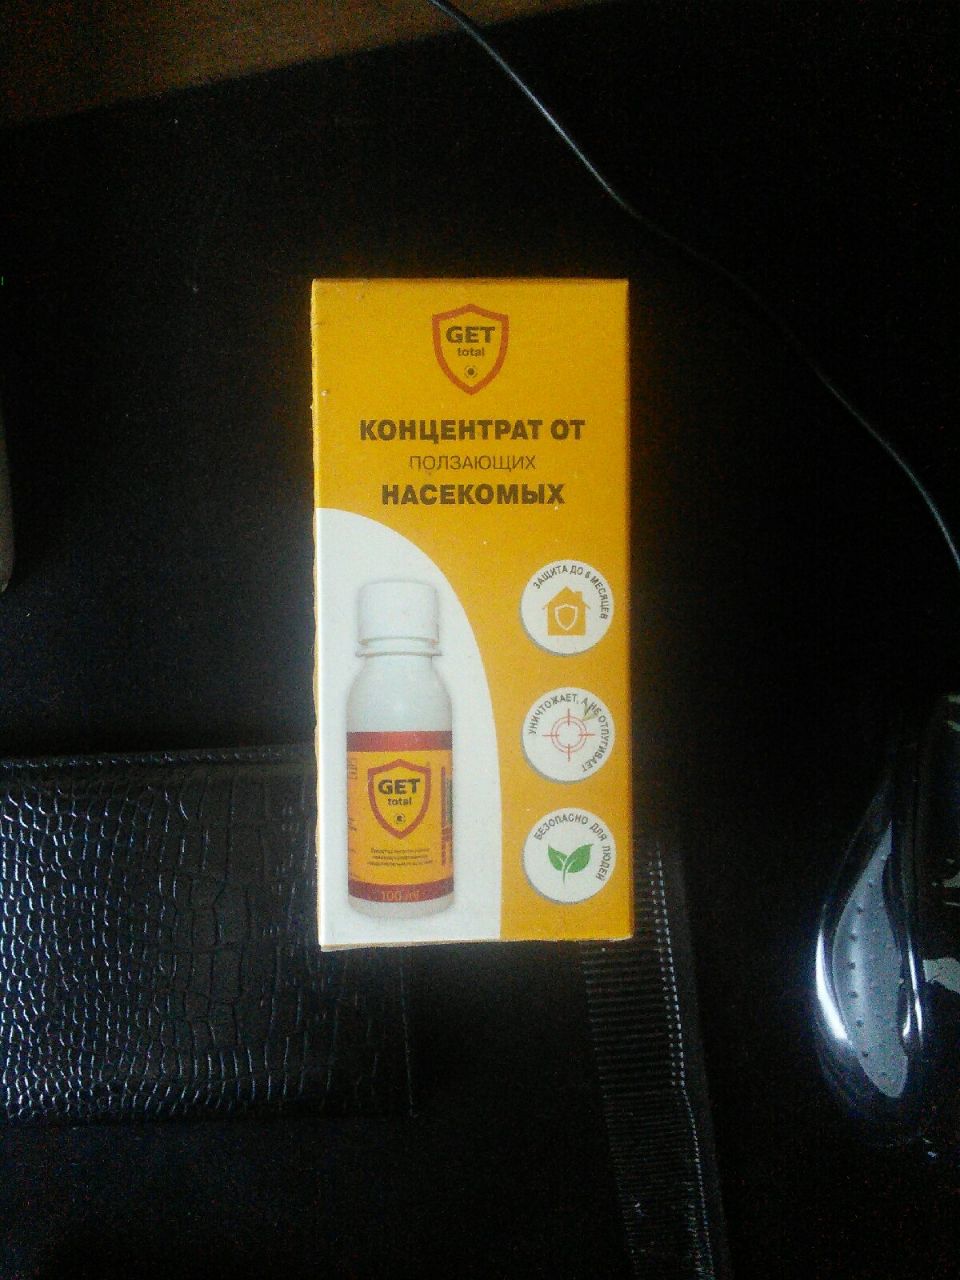 GET
total
КОНЦЕНТРАТ ОТ
ПОЛЗАЮЩИХ
НАСЕКОМЫХ
ЗАЩИТА ДО 6 МЕСЯЦЕВ
УНИЧТОЖАЕТ, А НЕ ОТПУГИВАЕТ
БЕЗОПАСНО ДЛЯ ЛЮДЕЙ
GET
total
100 ml